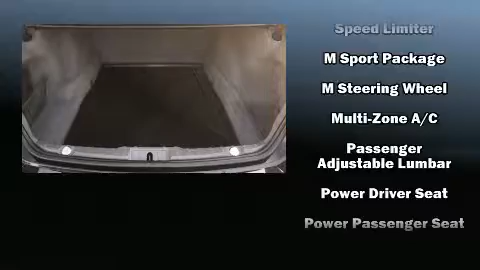 Speed Limiter
M Sport Package
M Steering Wheel
Multi-Zone A/C
Passenger
Adjustable Lumbar
Power Driver Seat
Power Passenger Seat